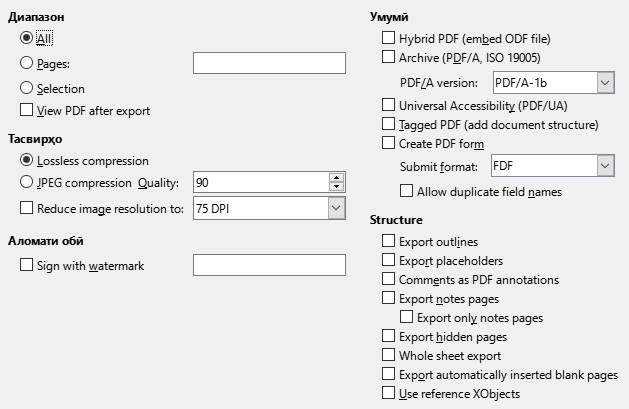 Диапазон
All
Pages:
Selection
View PDF after export
Тасвирҳо
Lossless compression
JPEG compression Quality: 90
Reduce image resolution to: 75 DPI
Аломати обӣ
Sign with watermark
Умумӣ
Hybrid PDF (embed ODF file)
Archive (PDF/A, ISO 19005)
PDF/A version: PDF/A-1b
Universal Accessibility (PDF/UA)
Tagged PDF (add document structure)
Create PDF form
Submit format: FDF
Allow duplicate field names
Structure
Export outlines
Export placeholders
Comments as PDF annotations
Export notes pages
Export only notes pages
Export hidden pages
Whole sheet export
Export automatically inserted blank pages
Use reference XObjects